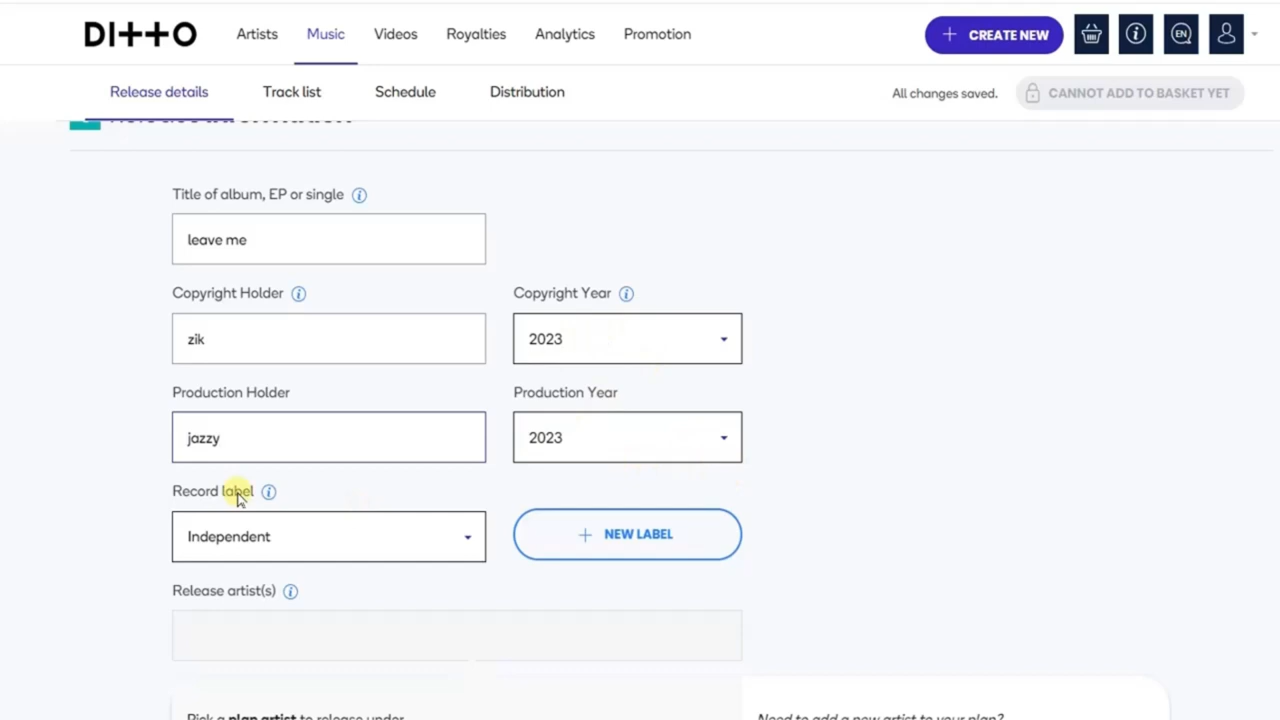 DITTO Artists Music Videos Royalties Analytics Promotion + CREATE NEW EN
Release details Track list Schedule Distribution All changes saved. CANNOT ADD TO BASKET YET
Title of album, EP or single
leave me
Copyright Holder Copyright Year
zik 2023
Production Holder Production Year
jazzy 2023
Record label
Independent + NEW LABEL
Release artist(s)
Pick a plan artist to release under Need to add a new artist to your plan?